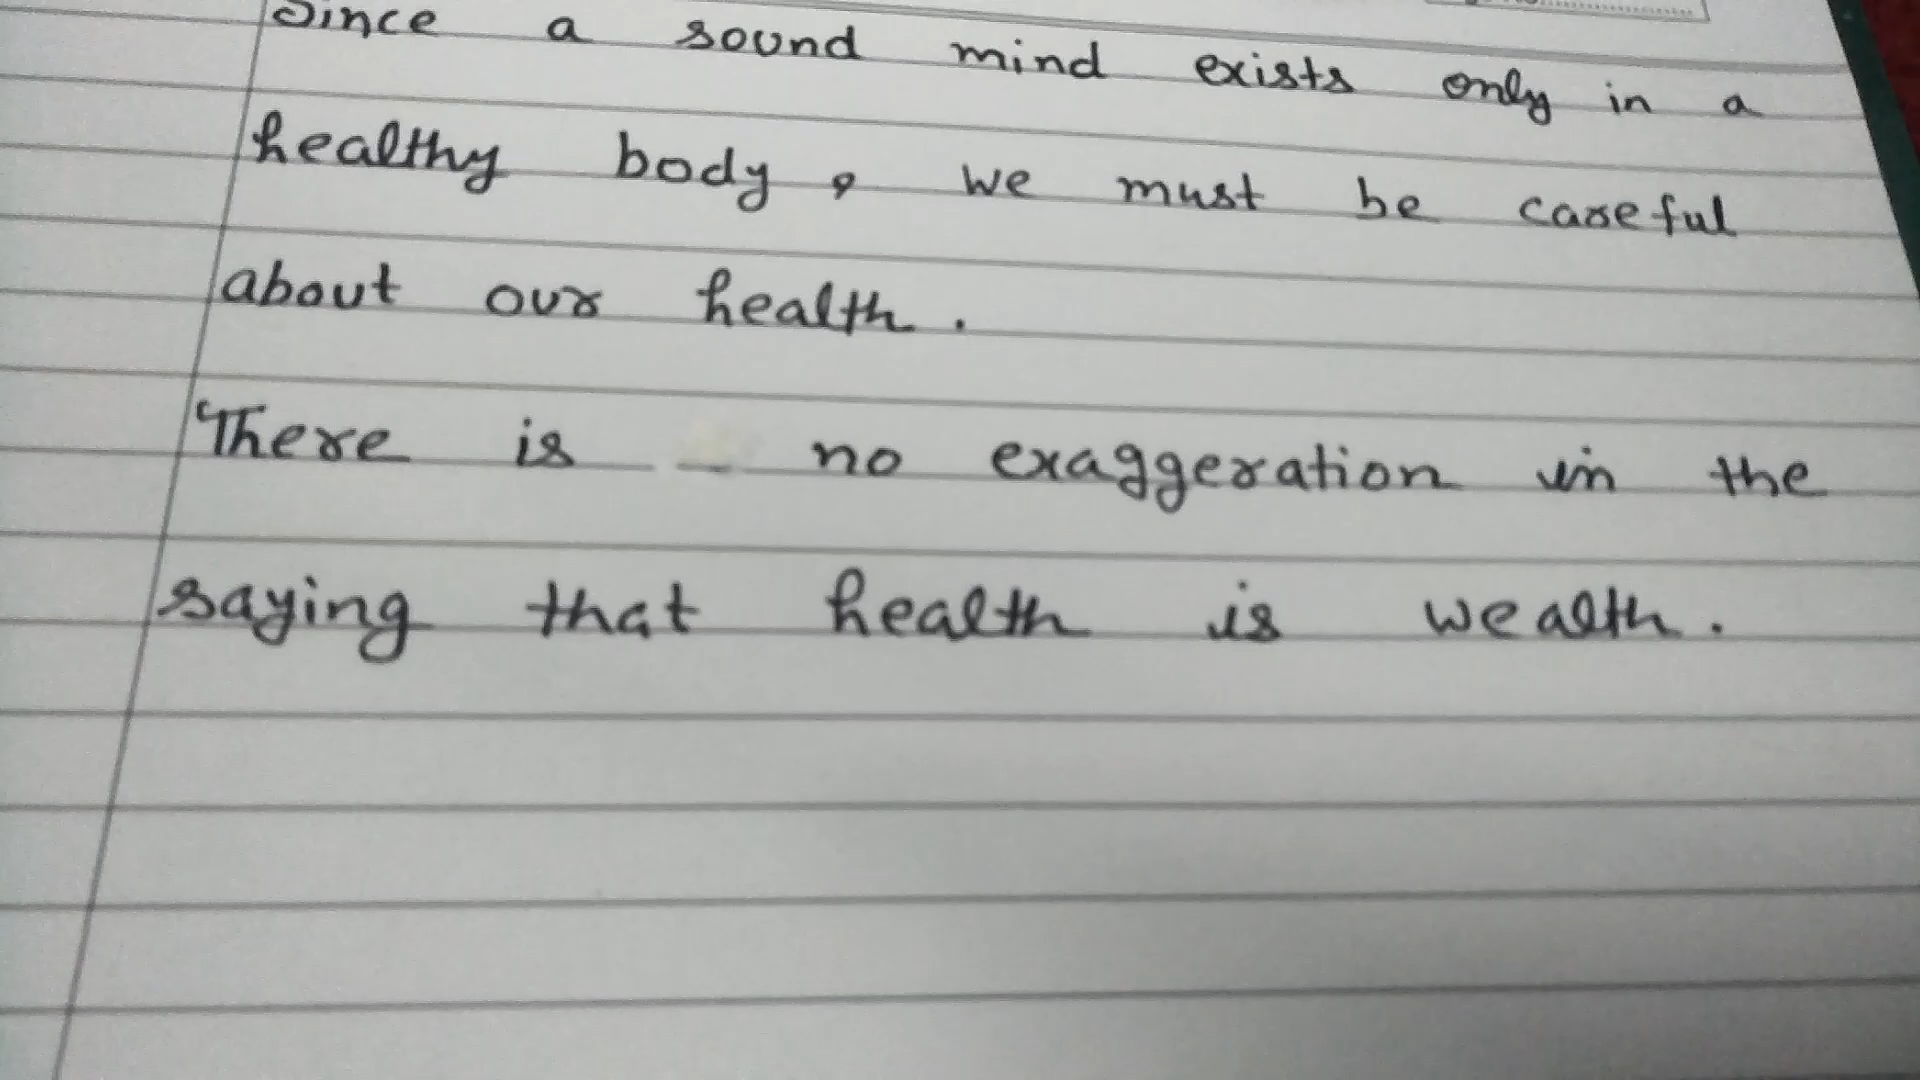 Since a sound mind exists only in a
healthy body, we must be careful
about our health.
There is no exaggeration in the
saying that health is wealth.